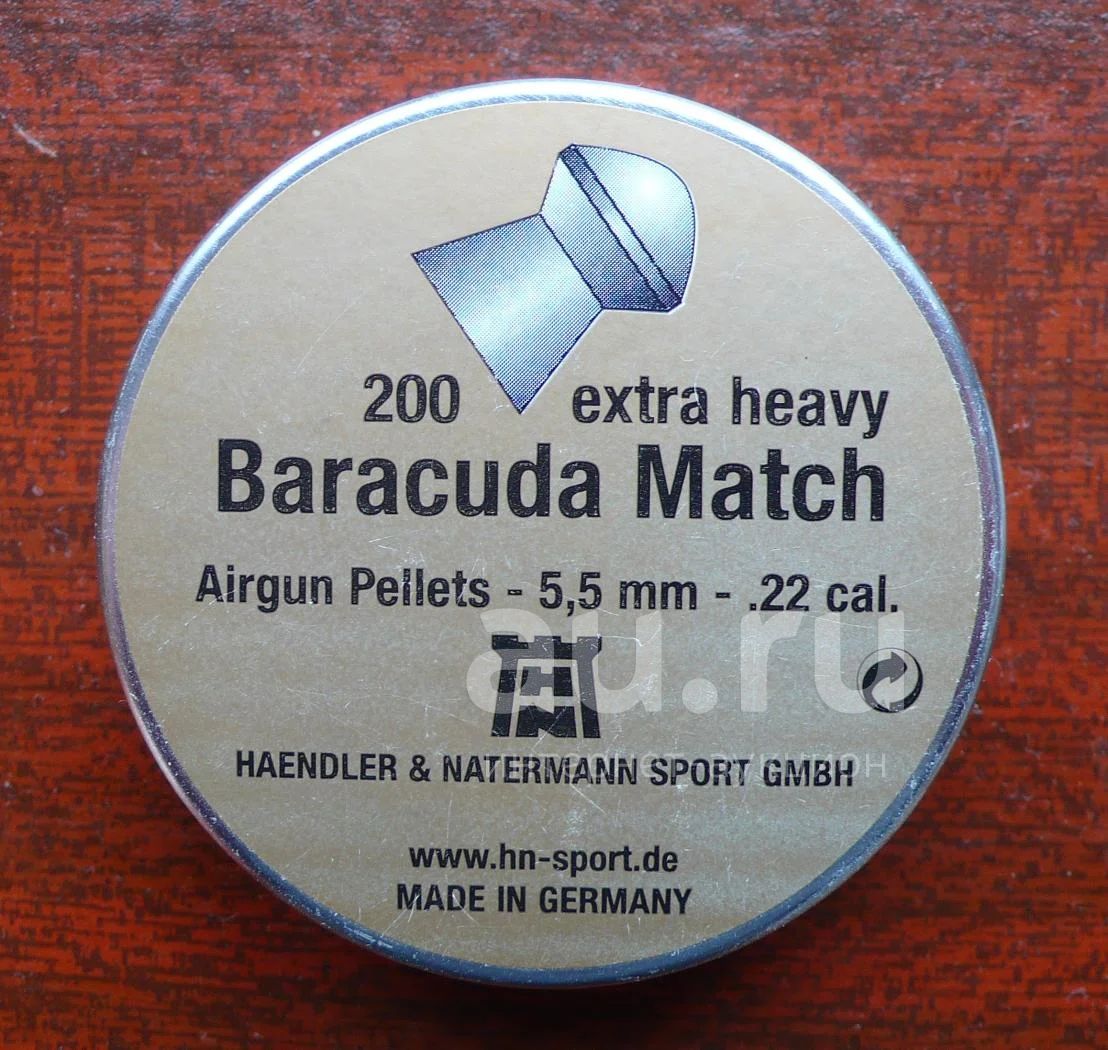 200 extra heavy
Baracuda Match
Airgun Pellets - 5,5 mm - .22 cal.
au.ru
HAENDLER & NATERMANN SPORT GMBH
www.hn-sport.de
MADE IN GERMANY